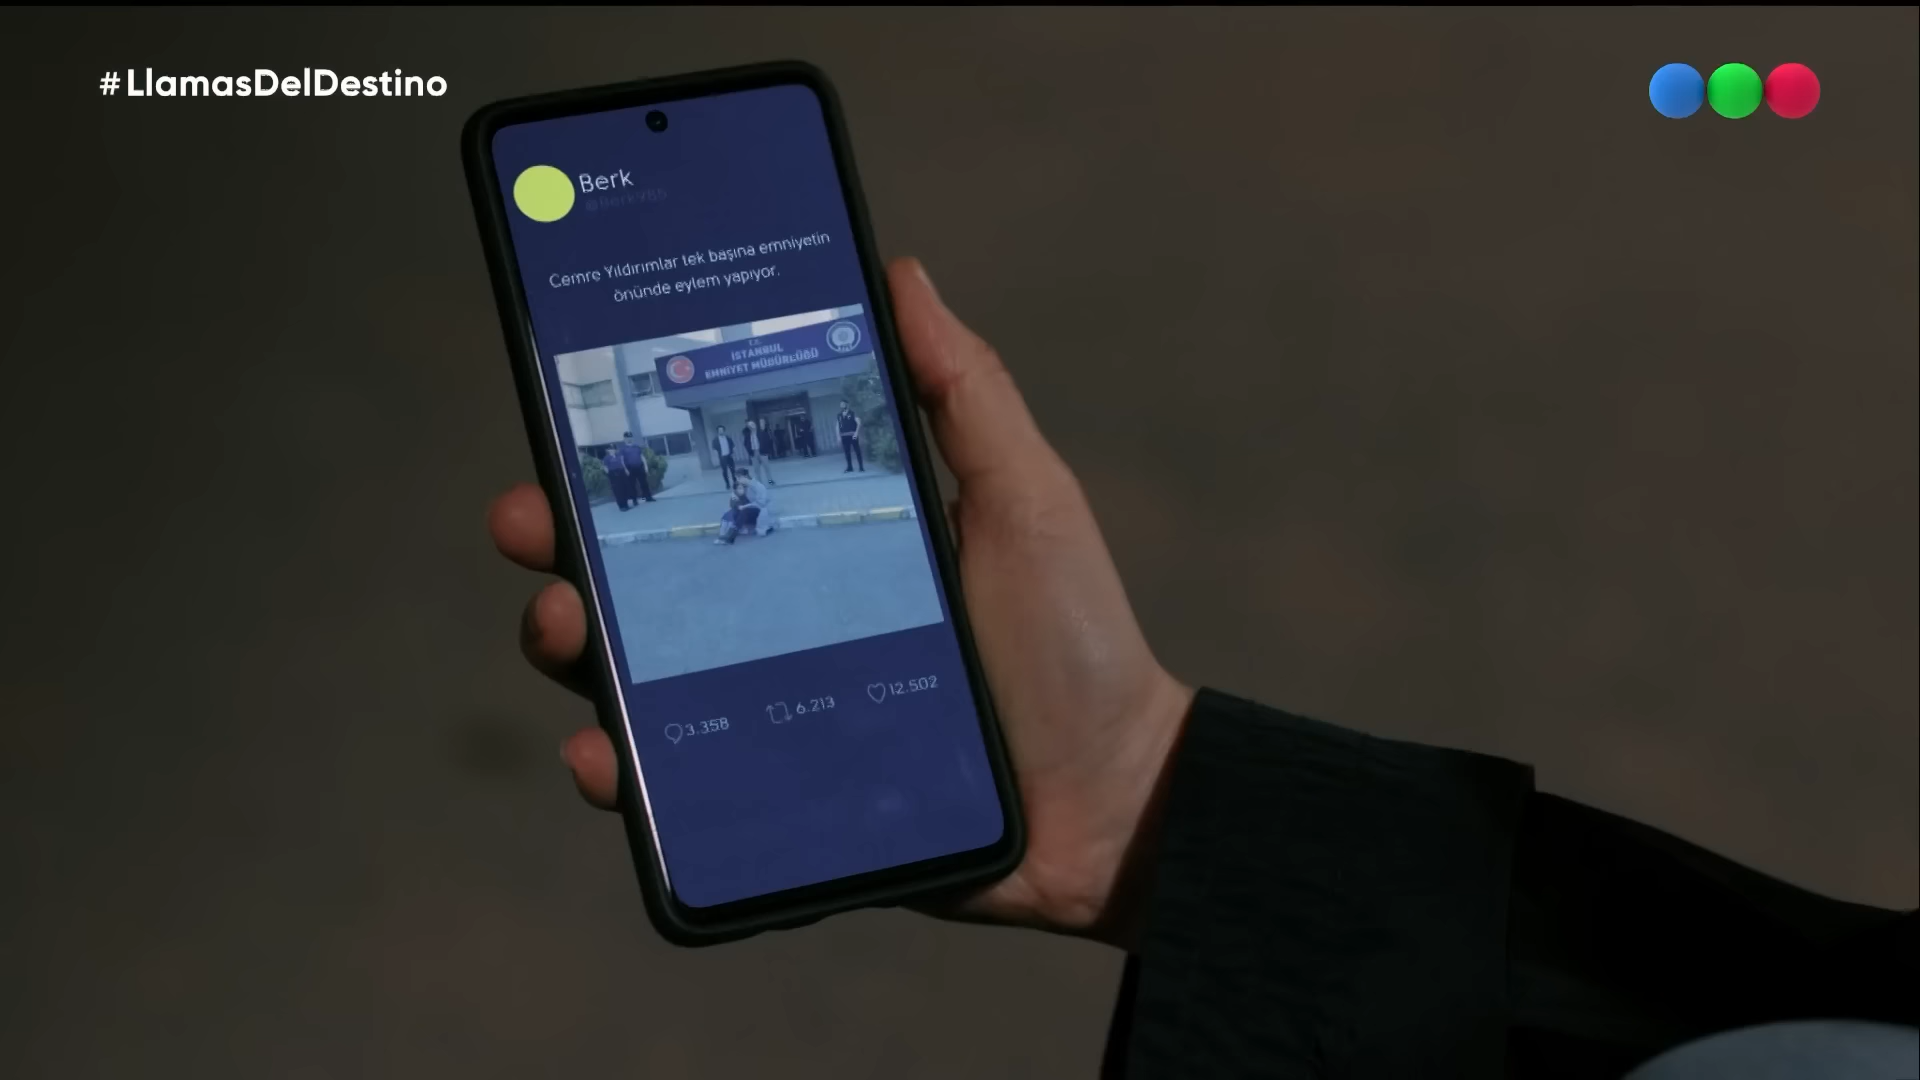 #LlamasDelDestino
Berk
@Berk986
Cemre Yıldırımlar tek başına emniyetin
önünde eylem yapıyor.
T.C.
İSTANBUL
EMNİYET MÜDÜRLÜĞÜ
3.358
6.213
12.502